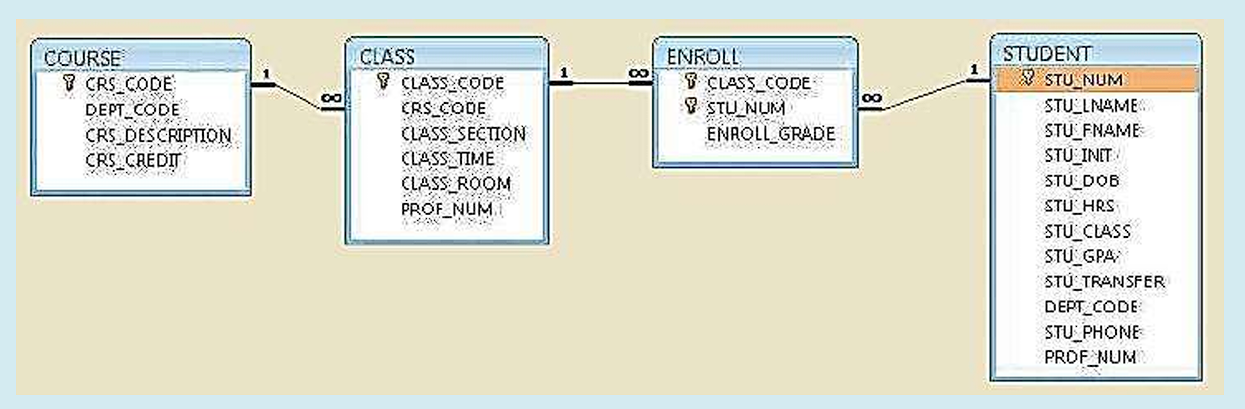 COURSE
CRS_CODE
DEPT_CODE
CRS_DESCRIPTION
CRS_CREDIT
1
∞
CLASS
CLASS_CODE
CRS_CODE
CLASS_SECTION
CLASS_TIME
CLASS_ROOM
PROF_NUM
1
∞
ENROLL
CLASS_CODE
STU_NUM
ENROLL_GRADE
∞
1
STUDENT
STU_NUM
STU_LNAME
STU_FNAME
STU_INIT
STU_DOB
STU_HRS
STU_CLASS
STU_GPA
STU_TRANSFER
DEPT_CODE
STU_PHONE
PROF_NUM